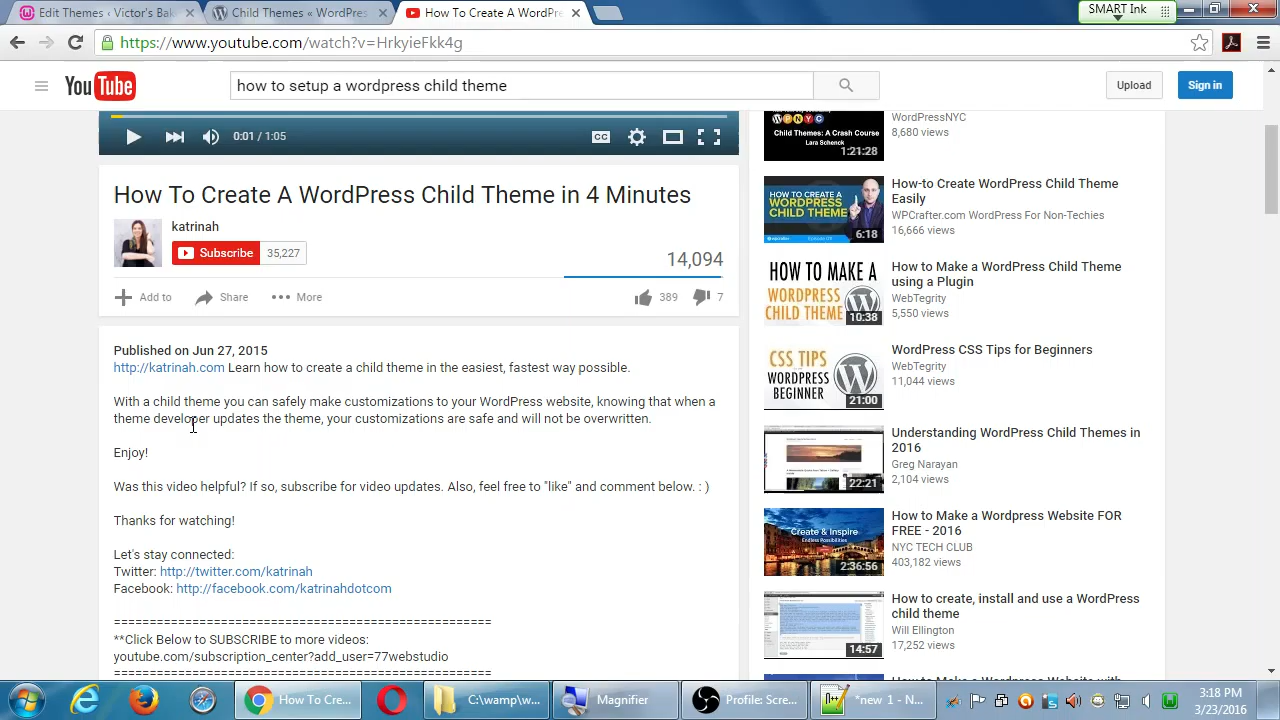 Edit Themes ‹ Victor's Bak
Child Themes « WordPres
How To Create A WordPre
SMART Ink
https://www.youtube.com/watch?v=HrkyieFkk4g
YouTube
how to setup a wordpress child theme
Upload
Sign in
0:01 / 1:05
CC
How To Create A WordPress Child Theme in 4 Minutes
katrinah
Subscribe 35,227
14,094
Add to Share More 389 7
Published on Jun 27, 2015
http://katrinah.com Learn how to create a child theme in the easiest, fastest way possible.
With a child theme you can safely make customizations to your WordPress website, knowing that when a
theme developer updates the theme, your customizations are safe and will not be overwritten.
Enjoy!
Was this video helpful? If so, subscribe for video updates. Also, feel free to "like" and comment below. : )
Thanks for watching!
Let's stay connected:
Twitter: http://twitter.com/katrinah
Facebook: http://facebook.com/katrinahdotcom
***Click below to SUBSCRIBE to more videos:
youtube.com/subscription_center?add_user=77webstudio
WPNYC
Child Themes: A Crash Course
Lara Schenck
1:21:28
WordPressNYC
8,680 views
HOW TO CREATE A
WORDPRESS
CHILD THEME
wpcrafter
6:18
How-to Create WordPress Child Theme
Easily
WPCrafter.com WordPress For Non-Techies
16,666 views
HOW TO MAKE A
WORDPRESS
CHILD THEME
10:38
How to Make a WordPress Child Theme
using a Plugin
WebTegrity
5,550 views
CSS TIPS
WORDPRESS
BEGINNER
21:00
WordPress CSS Tips for Beginners
WebTegrity
11,044 views
22:21
Understanding WordPress Child Themes in
2016
Greg Narayan
2,104 views
Create & Inspire
Endless Possibilities
2:36:56
How to Make a Wordpress Website FOR
FREE - 2016
NYC TECH CLUB
403,182 views
14:57
How to create, install and use a WordPress
child theme
Will Ellington
17,252 views
How to Make a WordPress Website with
How To Cre...
C:\wamp\w...
Magnifier
Profile: Scre...
*new 1 - N...
3:18 PM
3/23/2016